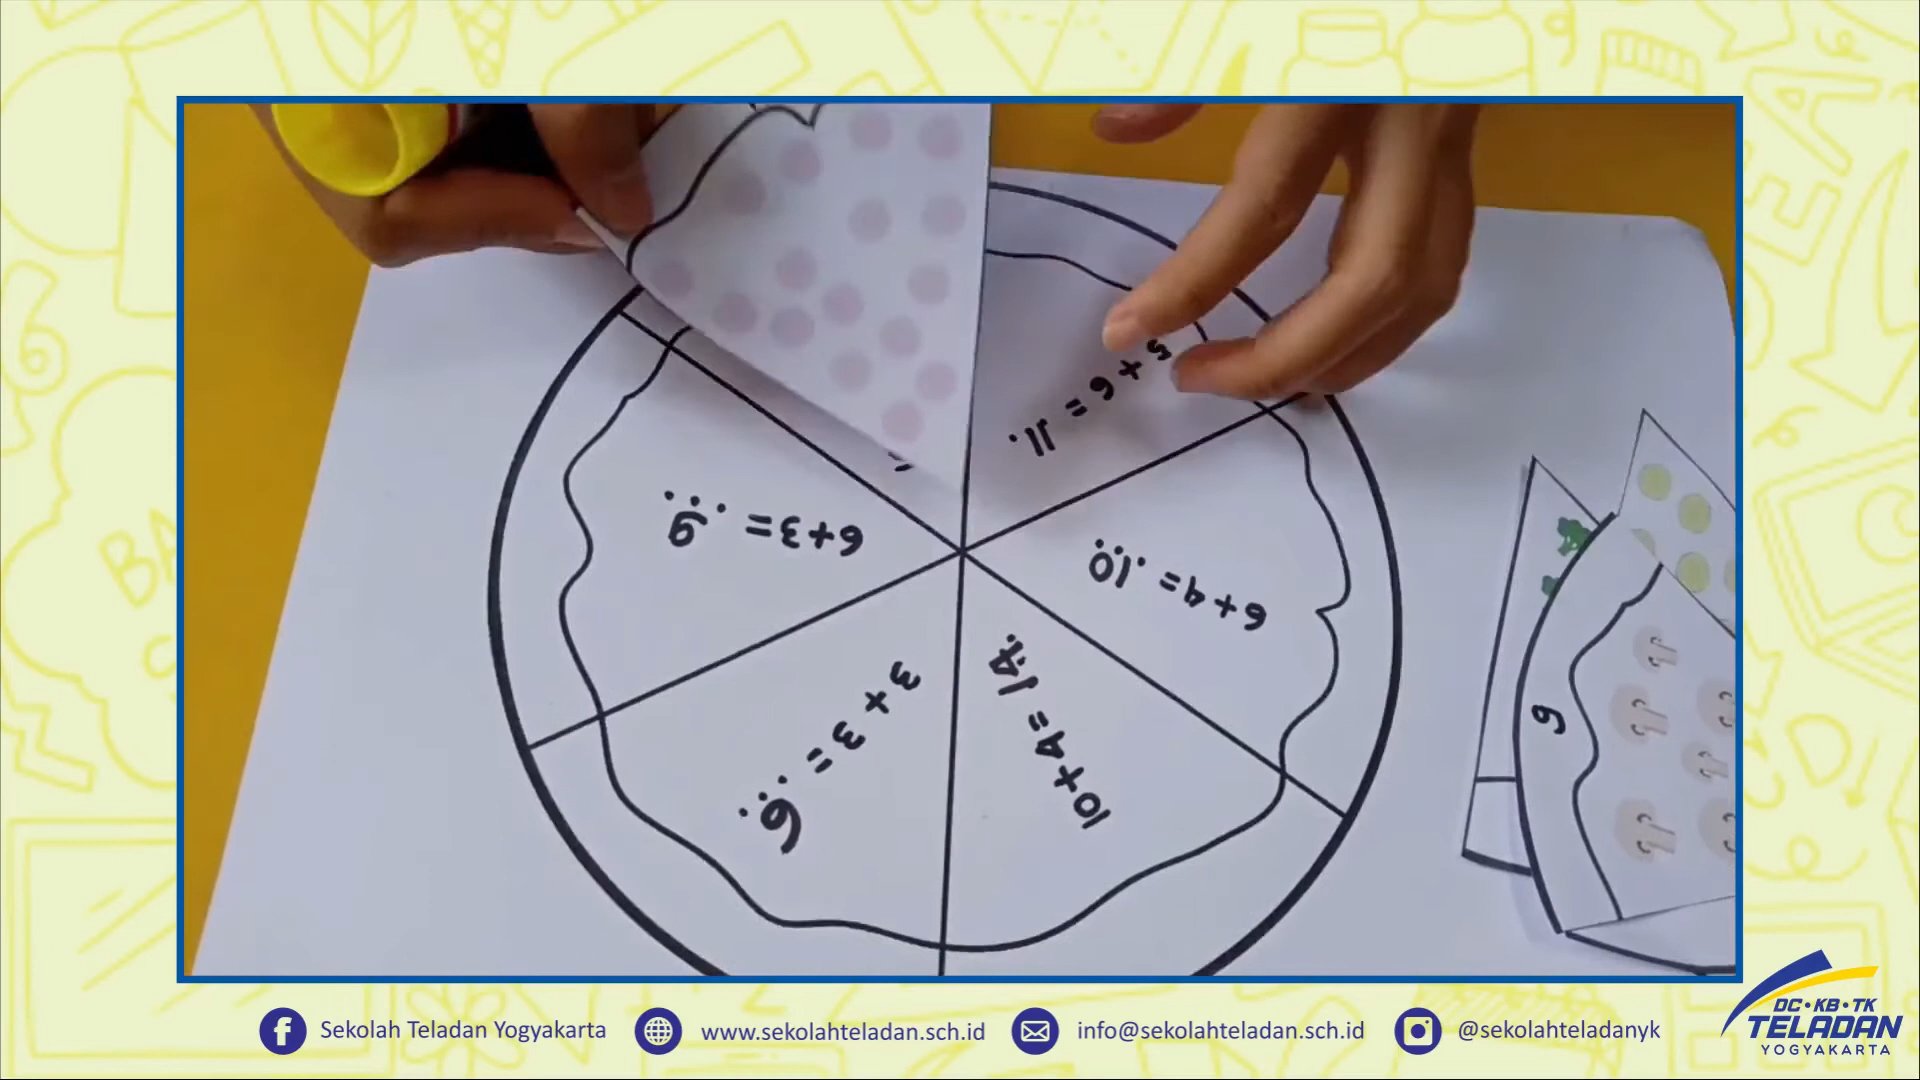 5 + 6 = 11.
6+3= 9
6+4= 10
3 + 3 = 6
10+4= 14
9
Sekolah Teladan Yogyakarta
www.sekolahteladan.sch.id
info@sekolahteladan.sch.id
@sekolahteladanyk
DC•KB•TK
TELADAN
YOGYAKARTA